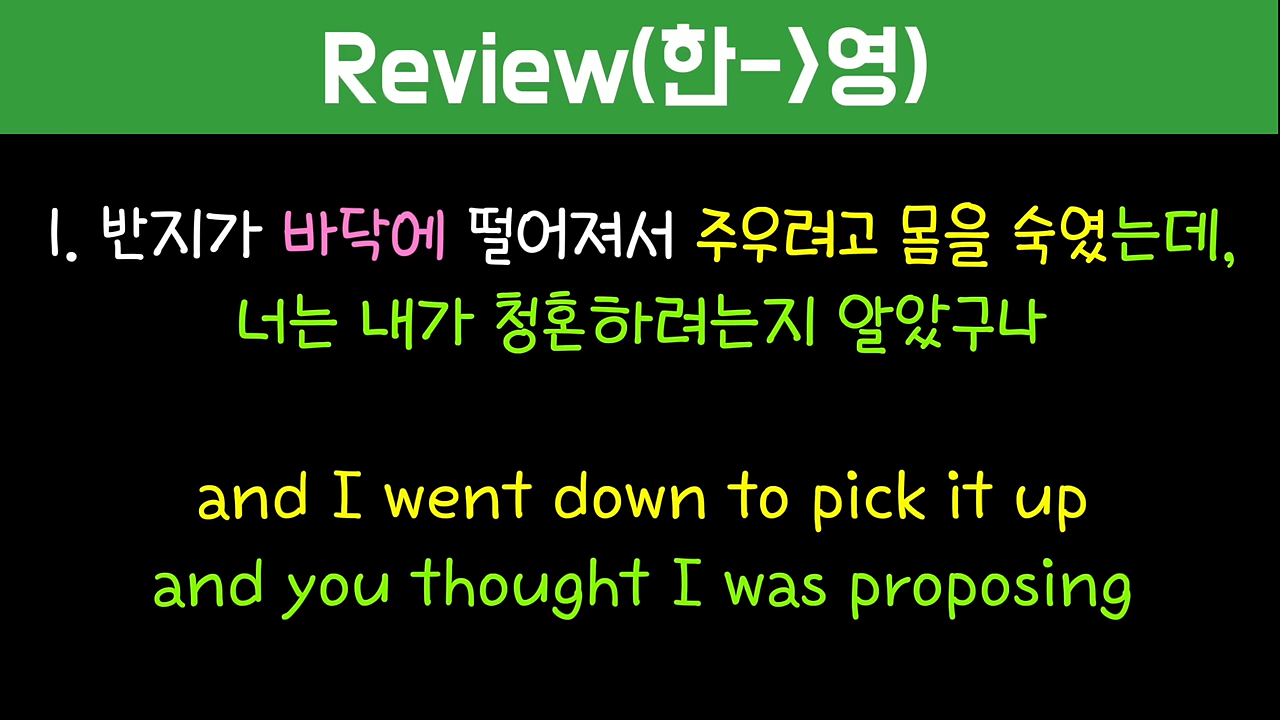 Review(한->영)
1. 반지가 바닥에 떨어져서 주우려고 몸을 숙였는데,
너는 내가 청혼하려는지 알았구나
and I went down to pick it up
and you thought I was proposing